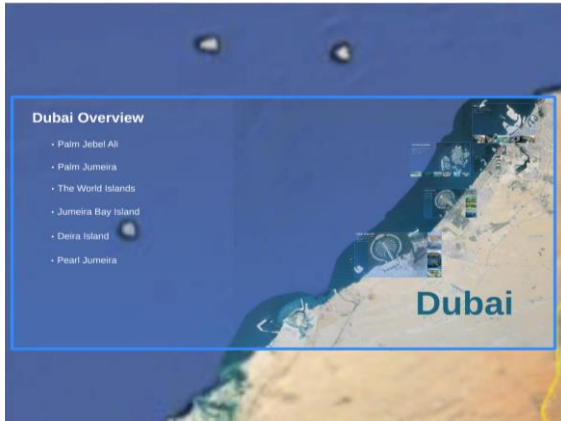 Dubai Overview
• Palm Jebel Ali
• Palm Jumeira
• The World Islands
• Jumeira Bay Island
• Deira Island
• Pearl Jumeira
Dubai